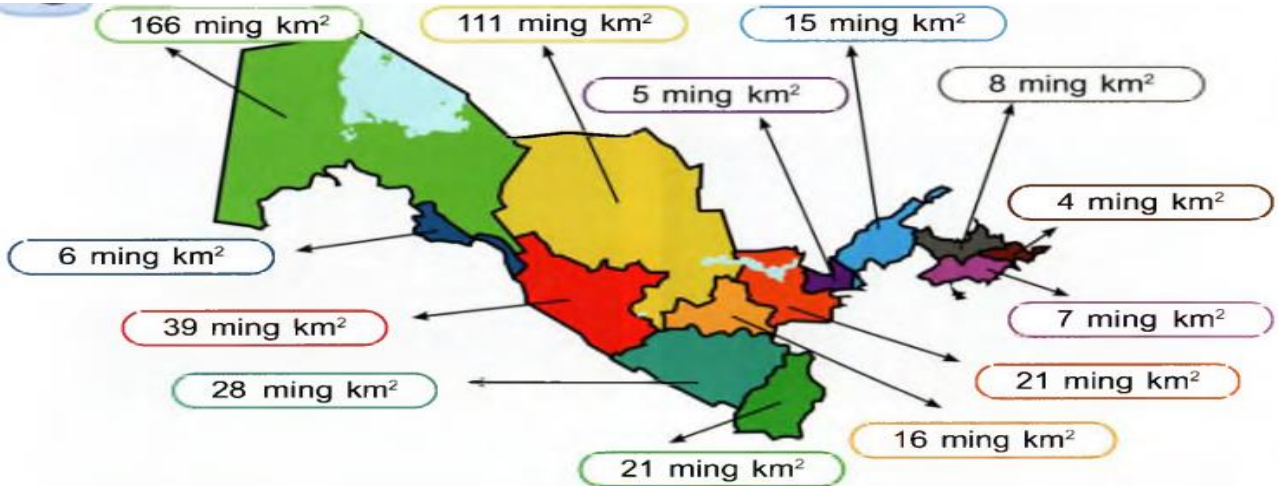 166 ming km²
111 ming km²
15 ming km²
5 ming km²
8 ming km²
4 ming km²
6 ming km²
39 ming km²
7 ming km²
28 ming km²
21 ming km²
16 ming km²
21 ming km²